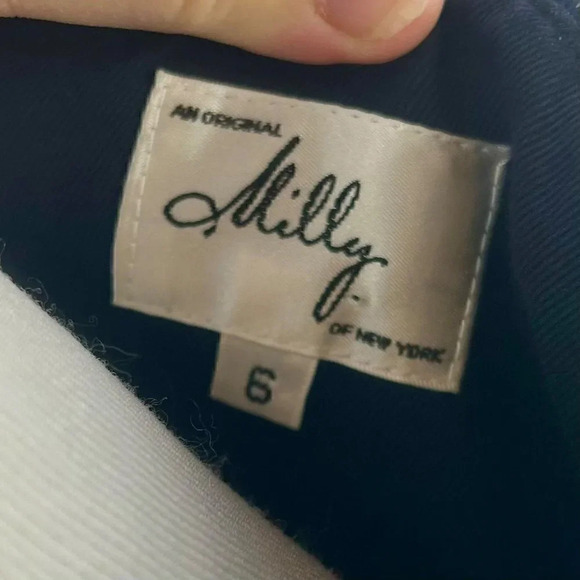 AN ORIGINAL
Milly
OF NEW YORK
6